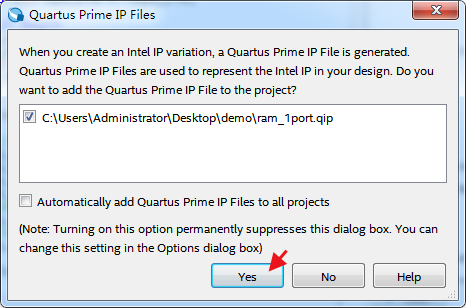 Quartus Prime IP Files
When you create an Intel IP variation, a Quartus Prime IP File is generated.
Quartus Prime IP Files are used to represent the Intel IP in your design. Do you
want to add the Quartus Prime IP File to the project?
C:\Users\Administrator\Desktop\demo\ram_1port.qip
Automatically add Quartus Prime IP Files to all projects
(Note: Turning on this option permanently suppresses this dialog box. You can
change this setting in the Options dialog box)
Yes No Help